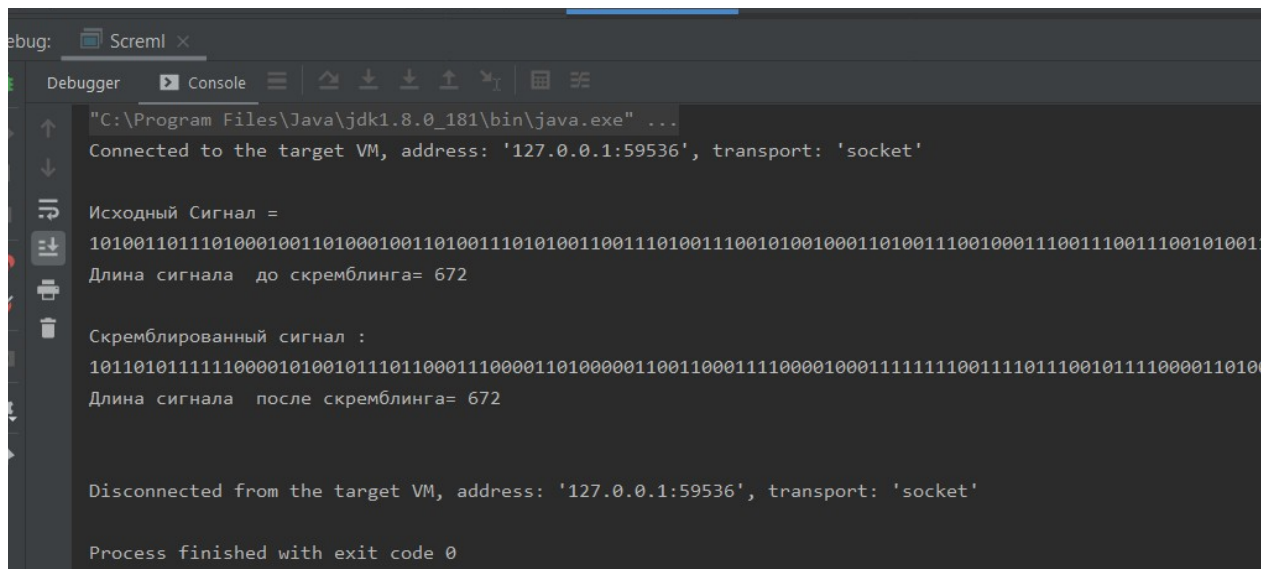 ebug: Screml ×
Debugger Console
"C:\Program Files\Java\jdk1.8.0_181\bin\java.exe" ...
Connected to the target VM, address: '127.0.0.1:59536', transport: 'socket'
Исходный Сигнал =
1010011011101000100110100010011010011101010011001110100111001010010001101001110010001110011100111001010011
Длина сигнала до скремблинга= 672
Скремблированный сигнал :
101101011111110000101001011101100011100001101000001100110001111000010001111111110011110111001011110000110100
Длина сигнала после скремблинга= 672
Disconnected from the target VM, address: '127.0.0.1:59536', transport: 'socket'
Process finished with exit code 0